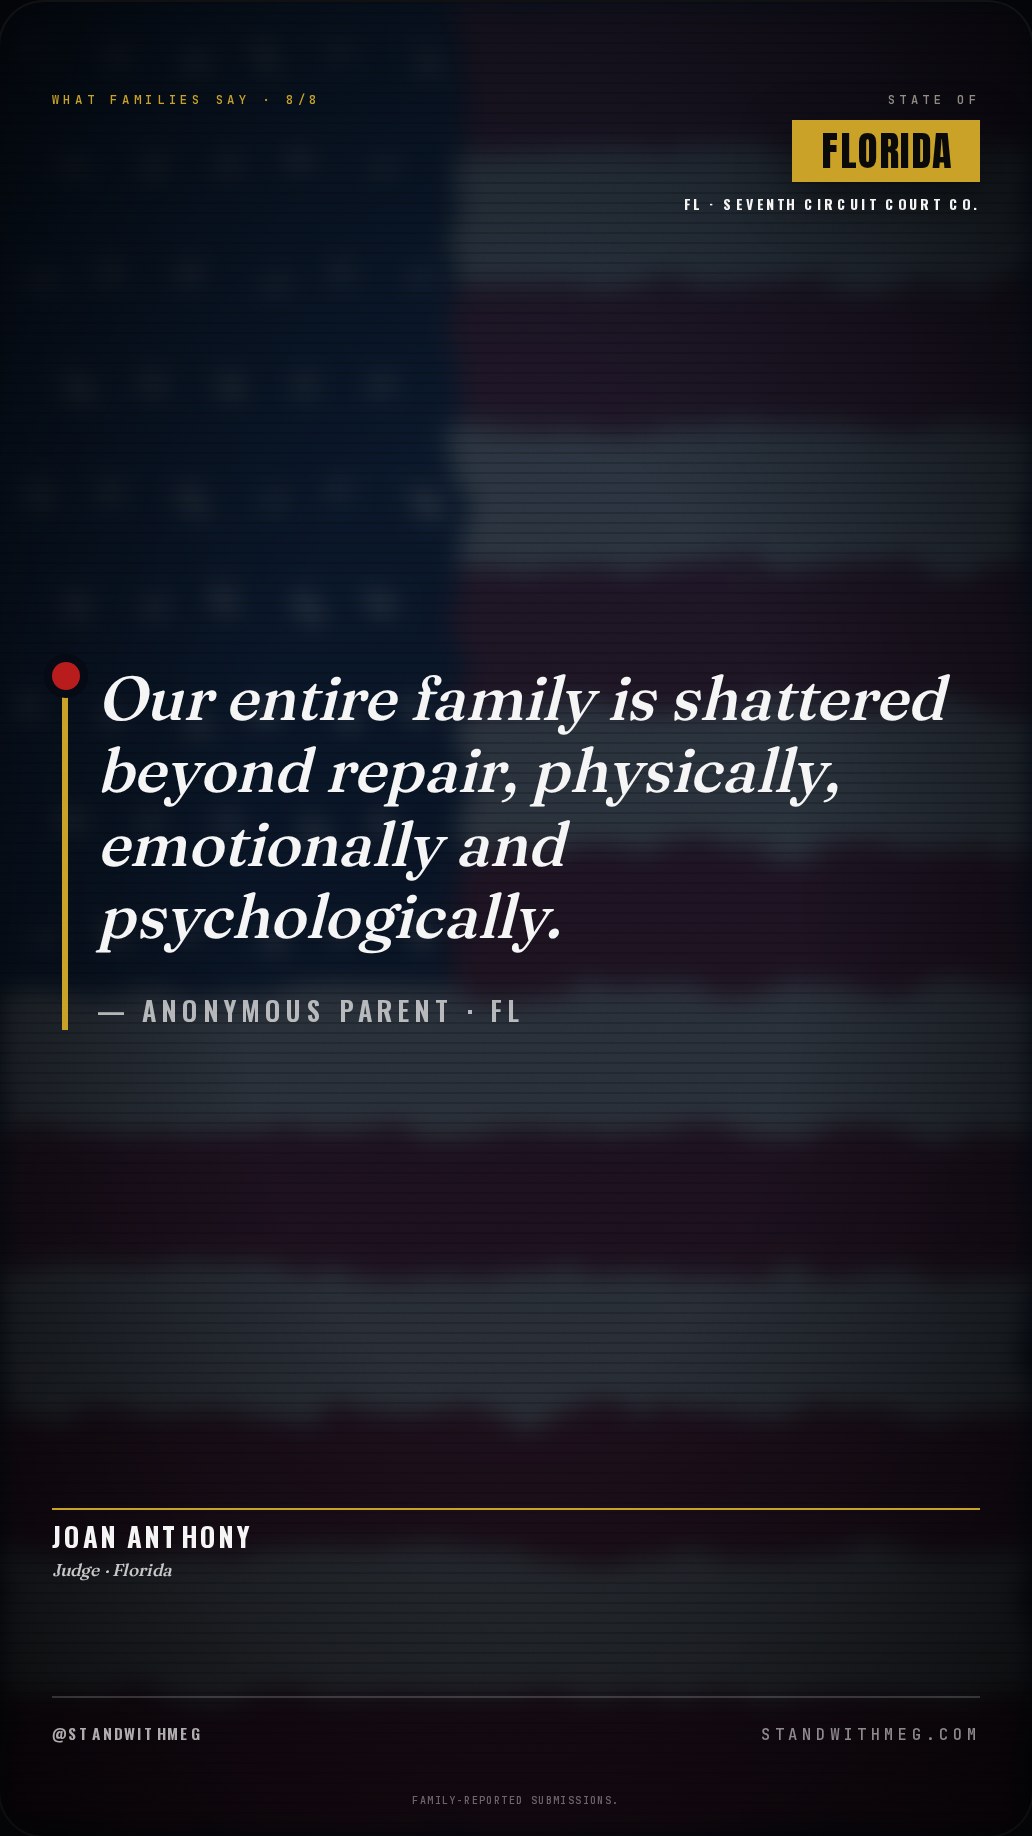 WHAT FAMILIES SAY · 8/8
STATE OF
FLORIDA
FL · SEVENTH CIRCUIT COURT CO.
Our entire family is shattered
beyond repair, physically,
emotionally and
psychologically.
— ANONYMOUS PARENT · FL
JOAN ANTHONY
Judge · Florida
@STANDWITHMEG
STANDWITHMEG.COM
FAMILY-REPORTED SUBMISSIONS.